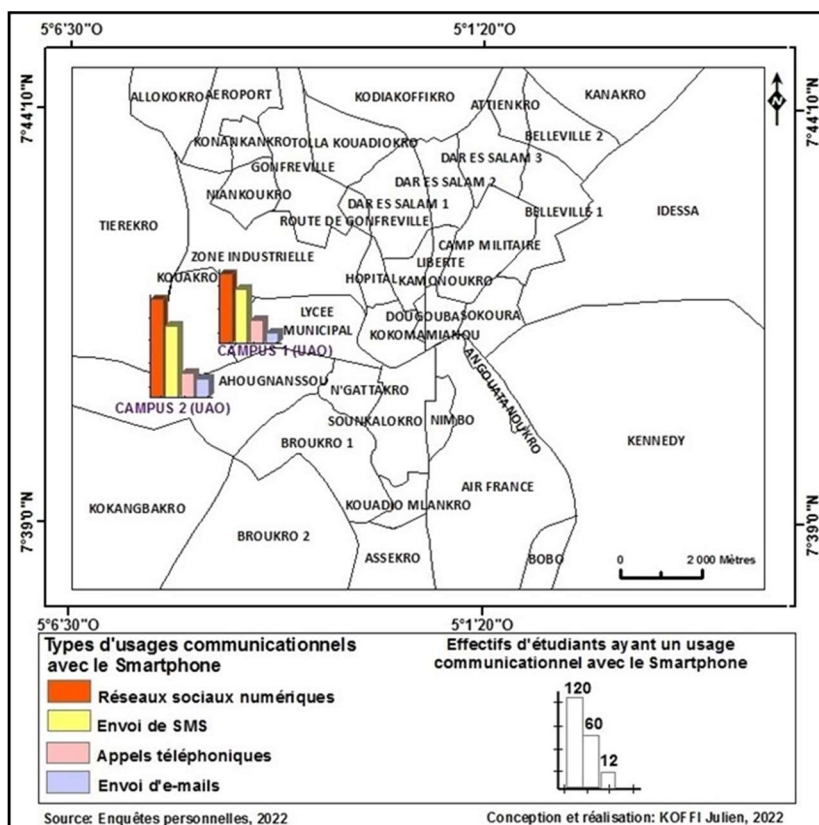 5°6'30"O 5°1'20"O
7°44'10"N 7°44'10"N
ALLOKOKRO AEROPORT KODIAKOFFIKRO ATTIENKRO KANAKRO
BELLEVILLE 2
KONANKANKRO TOLLA KOUADIOKRO
DAR ES SALAM 3
GONFREVILLE
DAR ES SALAM 2
NIANKOUKRO
DAR ES SALAM 1
BELLEVILLE 1 IDESSA
ROUTE DE GONFREVILLE
TIEREKRO
CAMP MILITAIRE
ZONE INDUSTRIELLE
LIBERTE
KOUAKRO HOPITAL KAMONOUKRO
LYCEE
MUNICIPAL
DOUGOUBA SOKOURA
KOKOMAMIANOU
CAMPUS 1 (UAO)
AHOUGNANSSOU
N'GATTAKRO
ANGOUATANOUKRO
CAMPUS 2 (UAO)
SOUNKALOKRO NIMBO
BROUKRO 1 KENNEDY
AIR FRANCE
KOKANGBAKRO KOUADIO MLANKRO
7°39'0"N 7°39'0"N
BROUKRO 2
ASSEKRO BOBO
0 2 000 Mètres
5°6'30"O 5°1'20"O
Types d'usages communicationnels
avec le Smartphone
Réseaux sociaux numériques
Envoi de SMS
Appels téléphoniques
Envoi d'e-mails
Effectifs d'étudiants ayant un usage
communicationnel avec le Smartphone
120
60
12
Source: Enquêtes personnelles, 2022
Conception et réalisation: KOFFI Julien, 2022
N